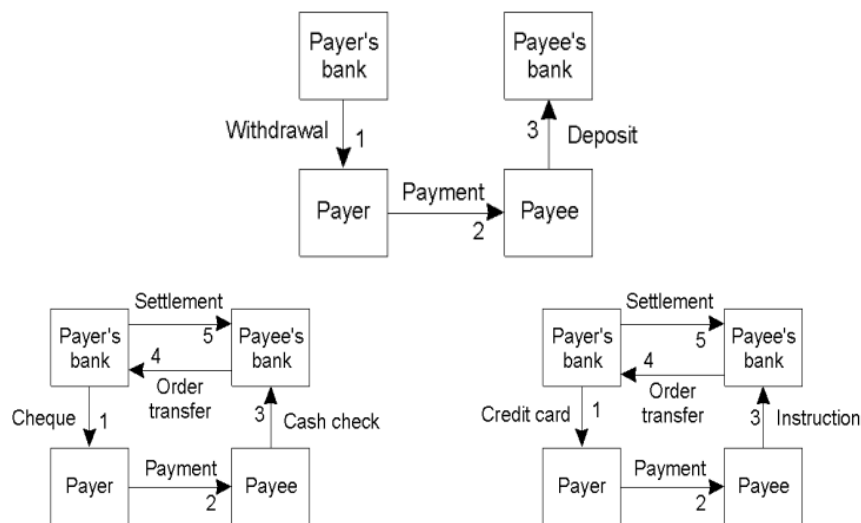 Payer's
bank
Payee's
bank
Withdrawal
1
3
Deposit
Payer
Payment
2
Payee
Payer's
bank
Settlement
5
4
Order
transfer
Payee's
bank
Cheque
1
3
Cash check
Payer
Payment
2
Payee
Payer's
bank
Settlement
5
4
Order
transfer
Payee's
bank
Credit card
1
3
Instruction
Payer
Payment
2
Payee